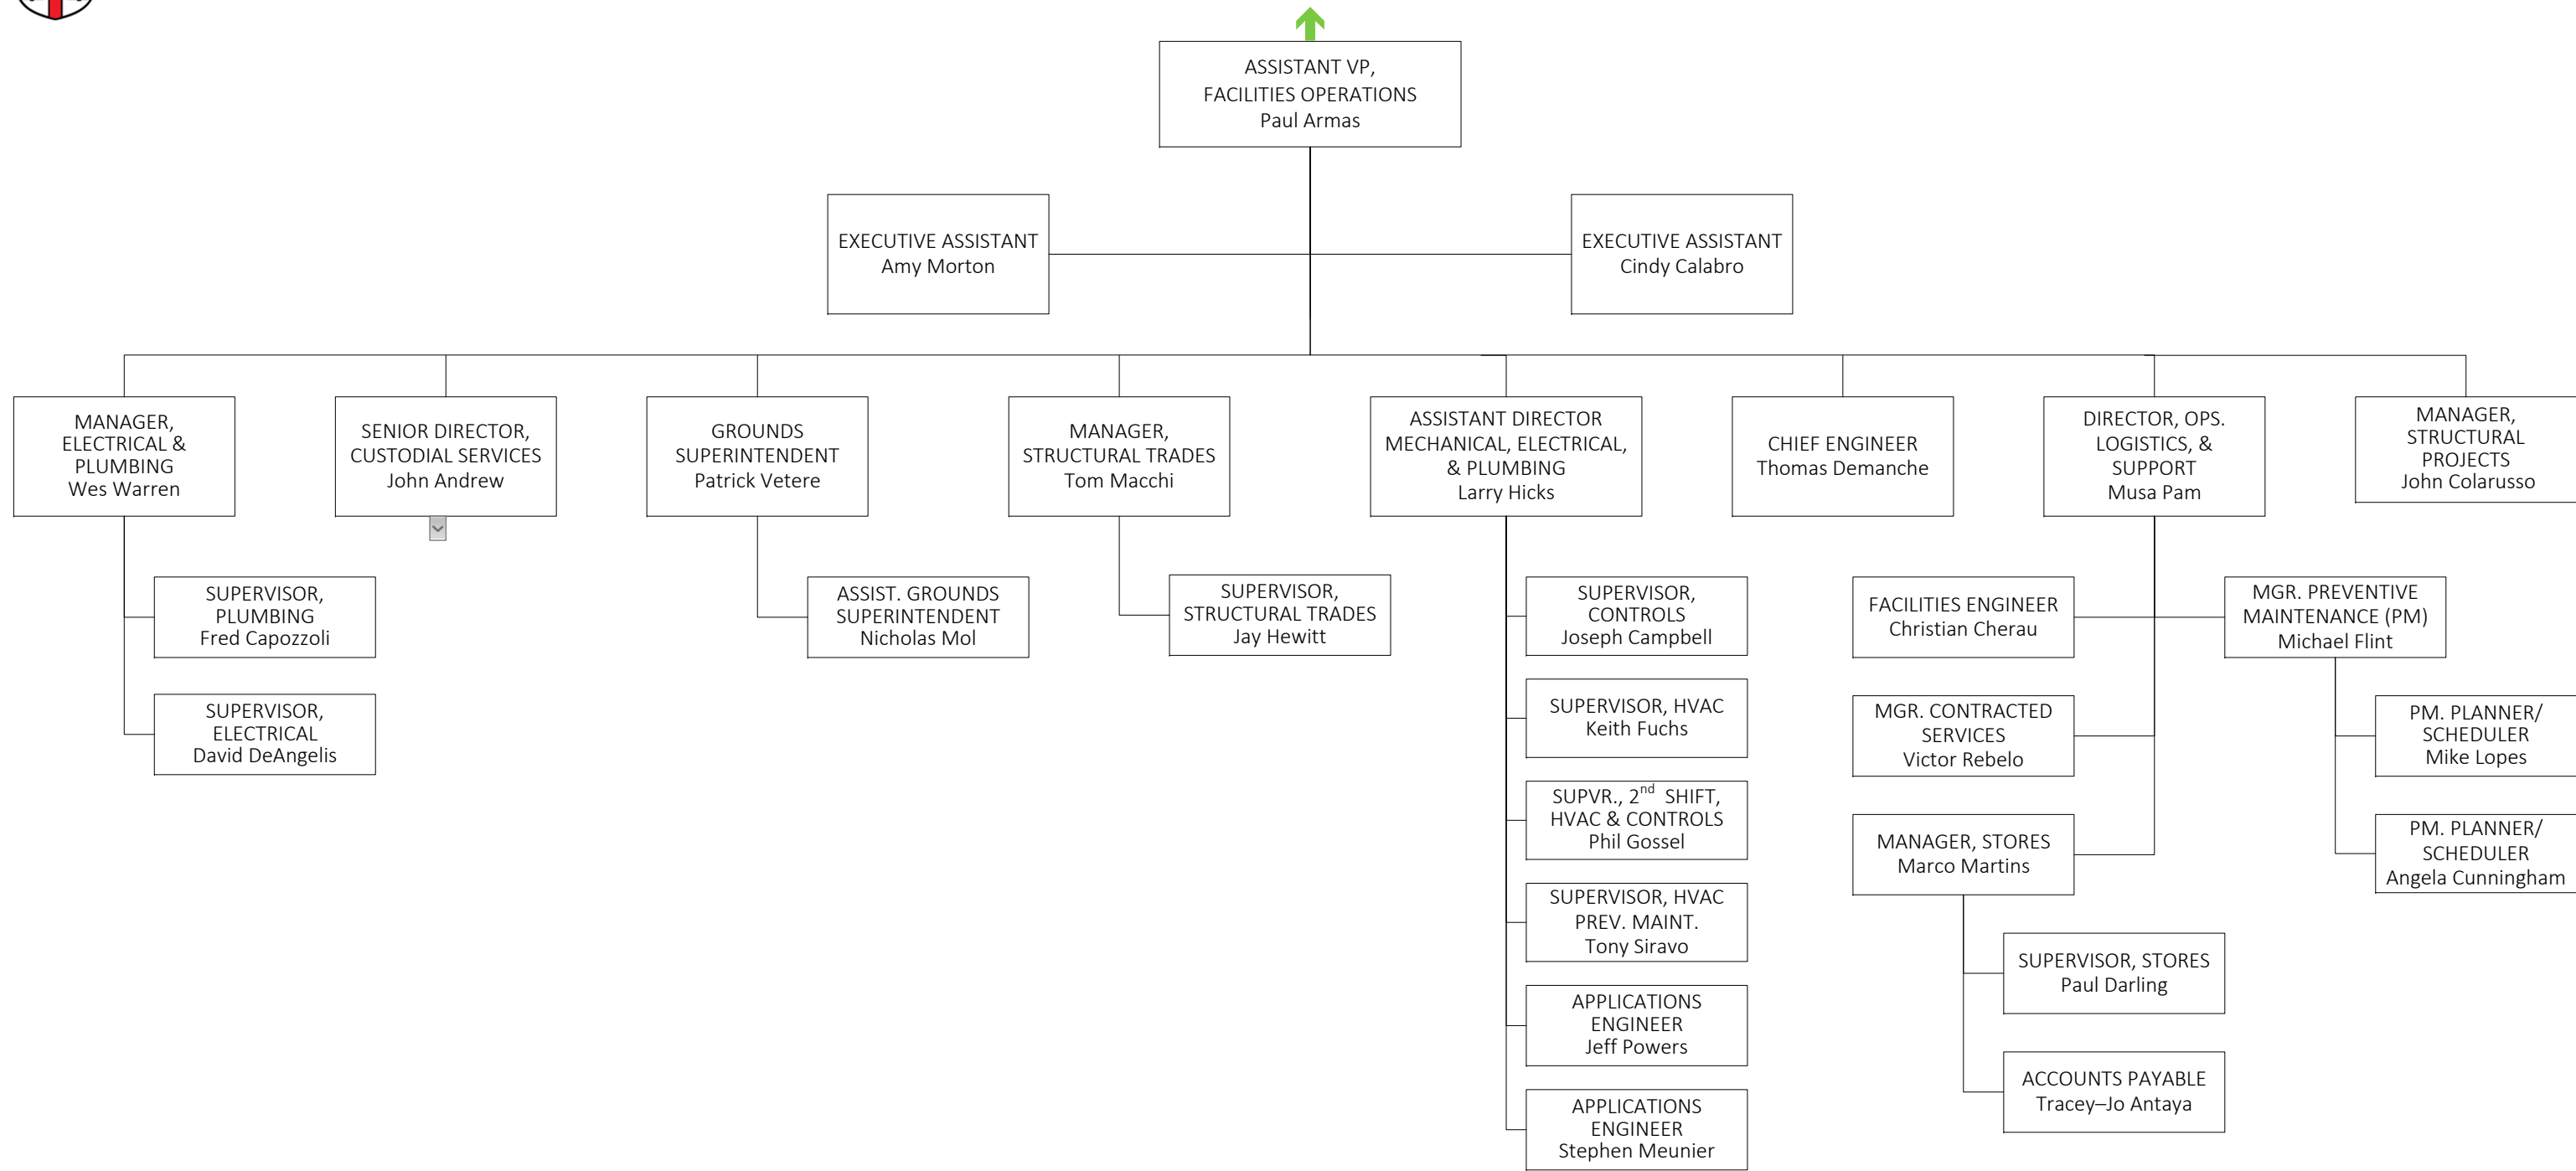 ASSISTANT VP,
FACILITIES OPERATIONS
Paul Armas
EXECUTIVE ASSISTANT
Amy Morton
EXECUTIVE ASSISTANT
Cindy Calabro
MANAGER,
ELECTRICAL &
PLUMBING
Wes Warren
SENIOR DIRECTOR,
CUSTODIAL SERVICES
John Andrew
GROUNDS
SUPERINTENDENT
Patrick Vetere
MANAGER,
STRUCTURAL TRADES
Tom Macchi
ASSISTANT DIRECTOR
MECHANICAL, ELECTRICAL,
& PLUMBING
Larry Hicks
CHIEF ENGINEER
Thomas Demanche
DIRECTOR, OPS.
LOGISTICS, &
SUPPORT
Musa Pam
MANAGER,
STRUCTURAL
PROJECTS
John Colarusso
SUPERVISOR,
PLUMBING
Fred Capozzoli
SUPERVISOR,
ELECTRICAL
David DeAngelis
ASSIST. GROUNDS
SUPERINTENDENT
Nicholas Mol
SUPERVISOR,
STRUCTURAL TRADES
Jay Hewitt
SUPERVISOR,
CONTROLS
Joseph Campbell
SUPERVISOR, HVAC
Keith Fuchs
SUPVR., 2nd SHIFT,
HVAC & CONTROLS
Phil Gossel
SUPERVISOR, HVAC
PREV. MAINT.
Tony Siravo
APPLICATIONS
ENGINEER
Jeff Powers
APPLICATIONS
ENGINEER
Stephen Meunier
FACILITIES ENGINEER
Christian Cherau
MGR. CONTRACTED
SERVICES
Victor Rebelo
MANAGER, STORES
Marco Martins
SUPERVISOR, STORES
Paul Darling
ACCOUNTS PAYABLE
Tracey–Jo Antaya
MGR. PREVENTIVE
MAINTENANCE (PM)
Michael Flint
PM. PLANNER/
SCHEDULER
Mike Lopes
PM. PLANNER/
SCHEDULER
Angela Cunningham